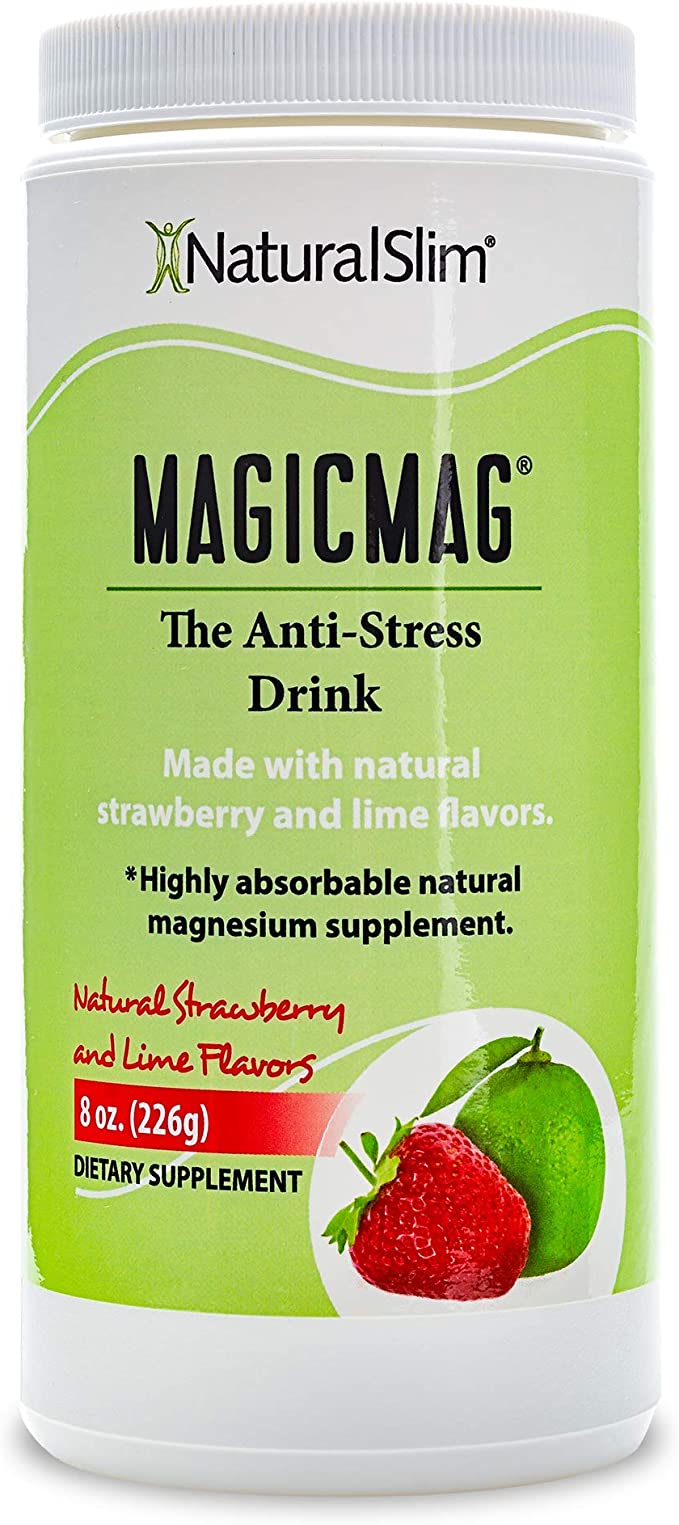 NaturalSlim®
MAGICMAG®
The Anti-Stress
Drink
Made with natural
strawberry and lime flavors.
*Highly absorbable natural
magnesium supplement.
Natural Strawberry
and Lime Flavors
8 oz. (226g)
DIETARY SUPPLEMENT